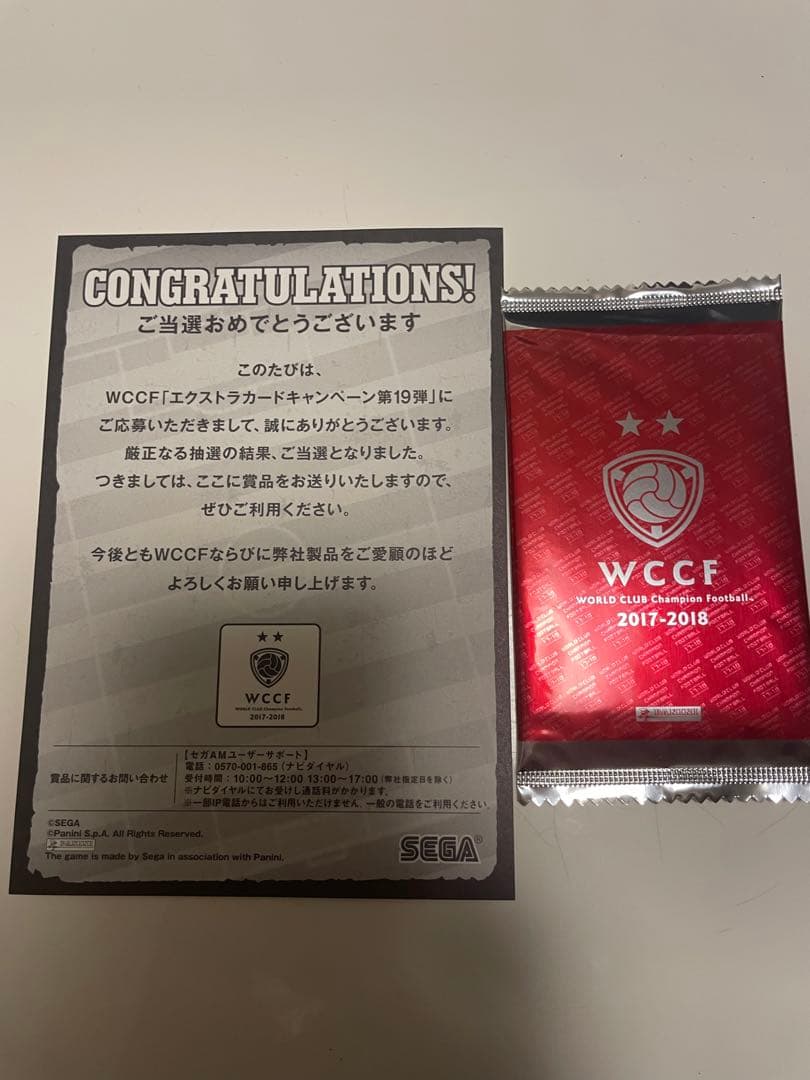 CONGRATULATIONS!
ご当選おめでとうございます
このたびは、
WCCF「エクストラカードキャンペーン第19弾」に
ご応募いただきまして、誠にありがとうございます。
厳正なる抽選の結果、ご当選となりました。
つきましては、ここに賞品をお送りいたしますので、
ぜひご利用ください。
今後ともWCCFならびに弊社製品をご愛顧のほど
よろしくお願い申し上げます。
WCCF
WORLD CLUB Champion Football
2017-2018
賞品に関するお問い合わせ
【セガAMユーザーサポート】
電話:0570-001-865(ナビダイヤル)
受付時間:10:00~12:00 13:00~17:00(弊社指定日を除く)
※ナビダイヤルにてお受けし通話料がかかります。
※一部IP電話からはご利用いただけません。一般の電話をご利用ください。
©SEGA
©Panini S.p.A. All Rights Reserved.
PANINI
The game is made by Sega in association with Panini.
SEGA®
WCCF
WORLD CLUB Champion Football™
2017-2018
PANINI